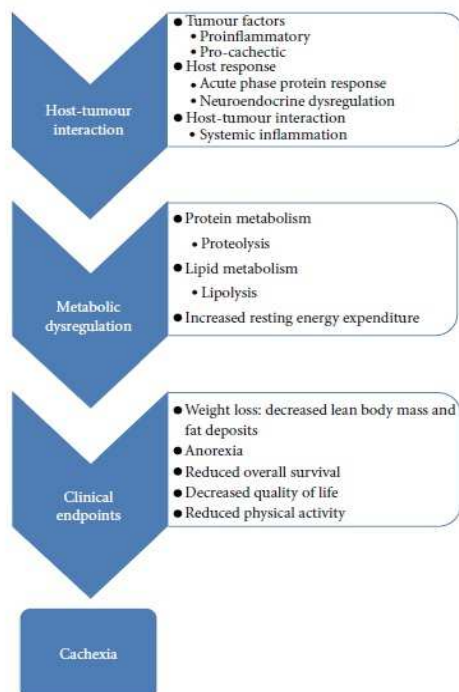 Host-tumour
interaction
● Tumour factors
• Proinflammatory
• Pro-cachectic
● Host response
• Acute phase protein response
• Neuroendocrine dysregulation
● Host-tumour interaction
• Systemic inflammation
Metabolic
dysregulation
● Protein metabolism
• Proteolysis
● Lipid metabolism
• Lipolysis
● Increased resting energy expenditure
Clinical
endpoints
● Weight loss: decreased lean body mass and
fat deposits
● Anorexia
● Reduced overall survival
● Decreased quality of life
● Reduced physical activity
Cachexia